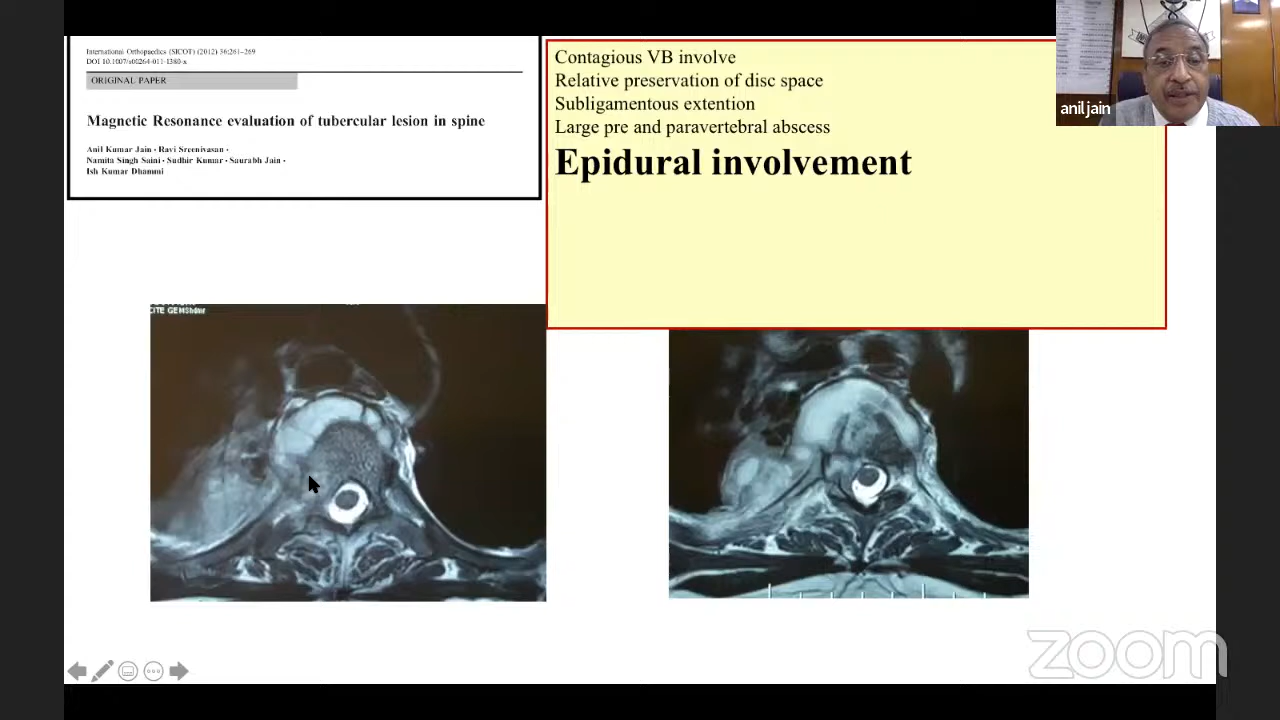 International Orthopaedics (SICOT) (2012) 36:261–269
DOI 10.1007/s00264-011-1380-x
ORIGINAL PAPER
Magnetic Resonance evaluation of tubercular lesion in spine
Anil Kumar Jain · Ravi Sreenivasan ·
Namita Singh Saini · Sudhir Kumar · Saurabh Jain ·
Ish Kumar Dhammi
Contagious VB involve
Relative preservation of disc space
Subligamentous extention
Large pre and paravertebral abscess
Epidural involvement
anil jain
zoom